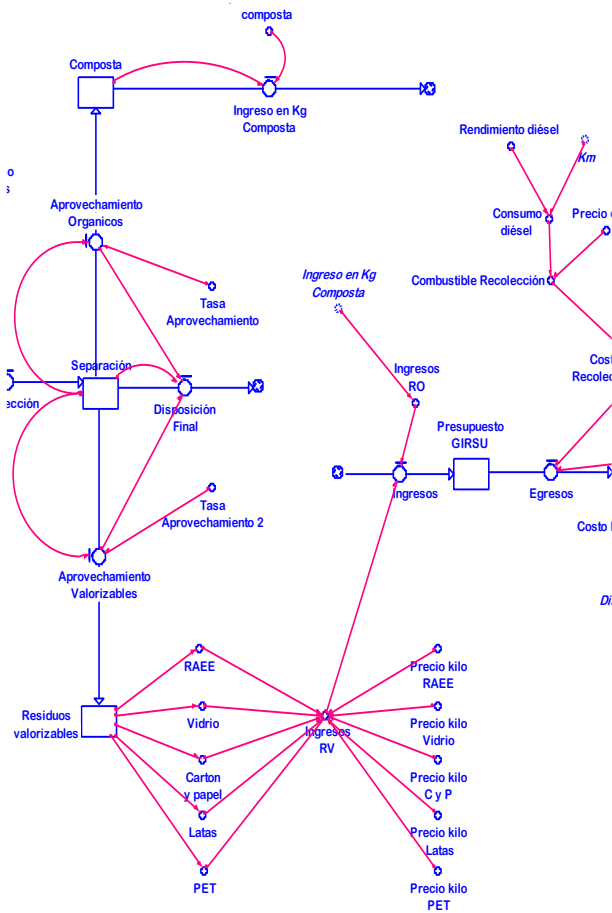 composta
Composta
Ingreso en Kg
Composta
Rendimiento diésel
Km
Consumo
diésel
Precio
Combustible Recolección
Aprovechamiento
Organicos
Tasa
Aprovechamiento
Ingreso en Kg
Composta
Ingresos
RO
Separación
Disposición
Final
Presupuesto
GIRSU
Ingresos
Egresos
Tasa
Aprovechamiento 2
Aprovechamiento
Valorizables
RAEE
Precio kilo
RAEE
Residuos
valorizables
Vidrio
Ingresos
RV
Precio kilo
Vidrio
Carton
y papel
Precio kilo
C y P
Latas
Precio kilo
Latas
PET
Precio kilo
PET